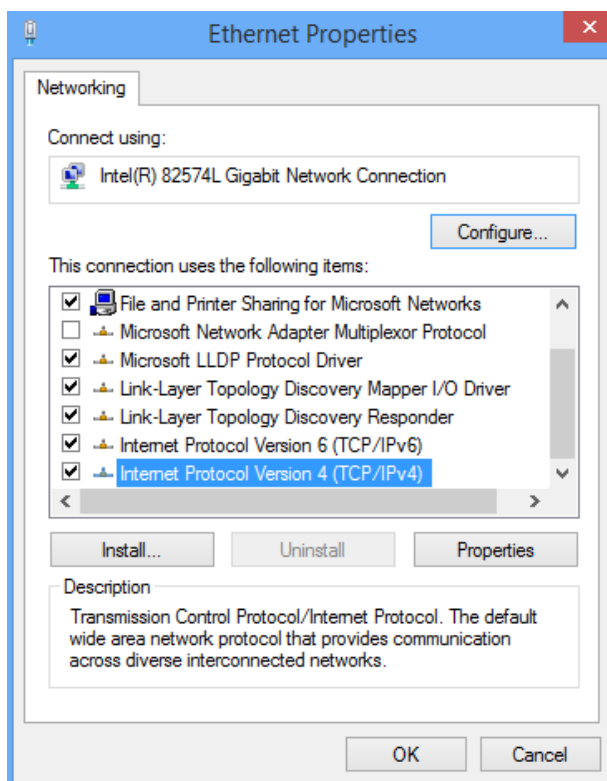 Ethernet Properties
Networking
Connect using:
Intel(R) 82574L Gigabit Network Connection
Configure...
This connection uses the following items:
File and Printer Sharing for Microsoft Networks
Microsoft Network Adapter Multiplexor Protocol
Microsoft LLDP Protocol Driver
Link-Layer Topology Discovery Mapper I/O Driver
Link-Layer Topology Discovery Responder
Internet Protocol Version 6 (TCP/IPv6)
Internet Protocol Version 4 (TCP/IPv4)
Install... Uninstall Properties
Description
Transmission Control Protocol/Internet Protocol. The default
wide area network protocol that provides communication
across diverse interconnected networks.
OK Cancel